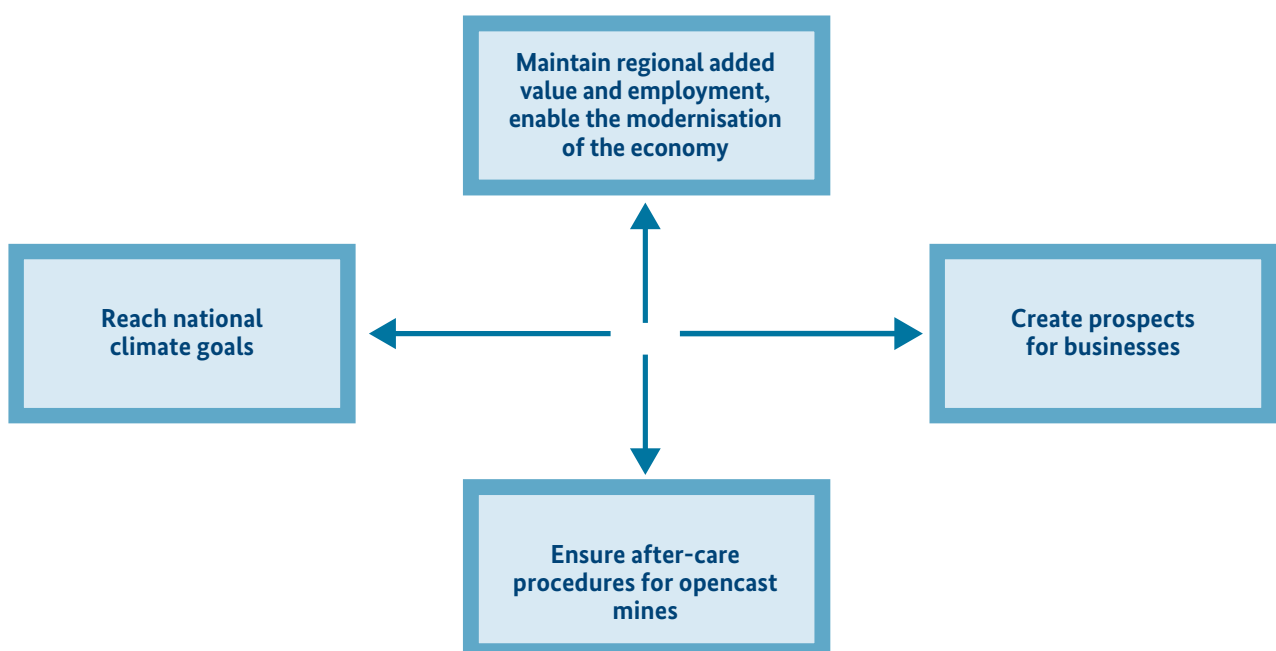 Maintain regional added
value and employment,
enable the modernisation
of the economy
Reach national
climate goals
Create prospects
for businesses
Ensure after-care
procedures for opencast
mines